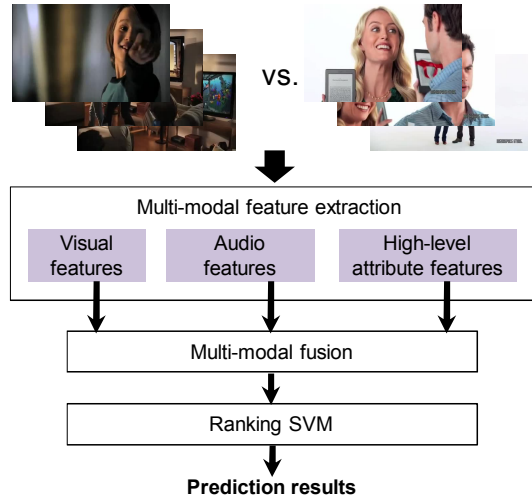 vs.
Multi-modal feature extraction
Visual
features
Audio
features
High-level
attribute features
Multi-modal fusion
Ranking SVM
Prediction results